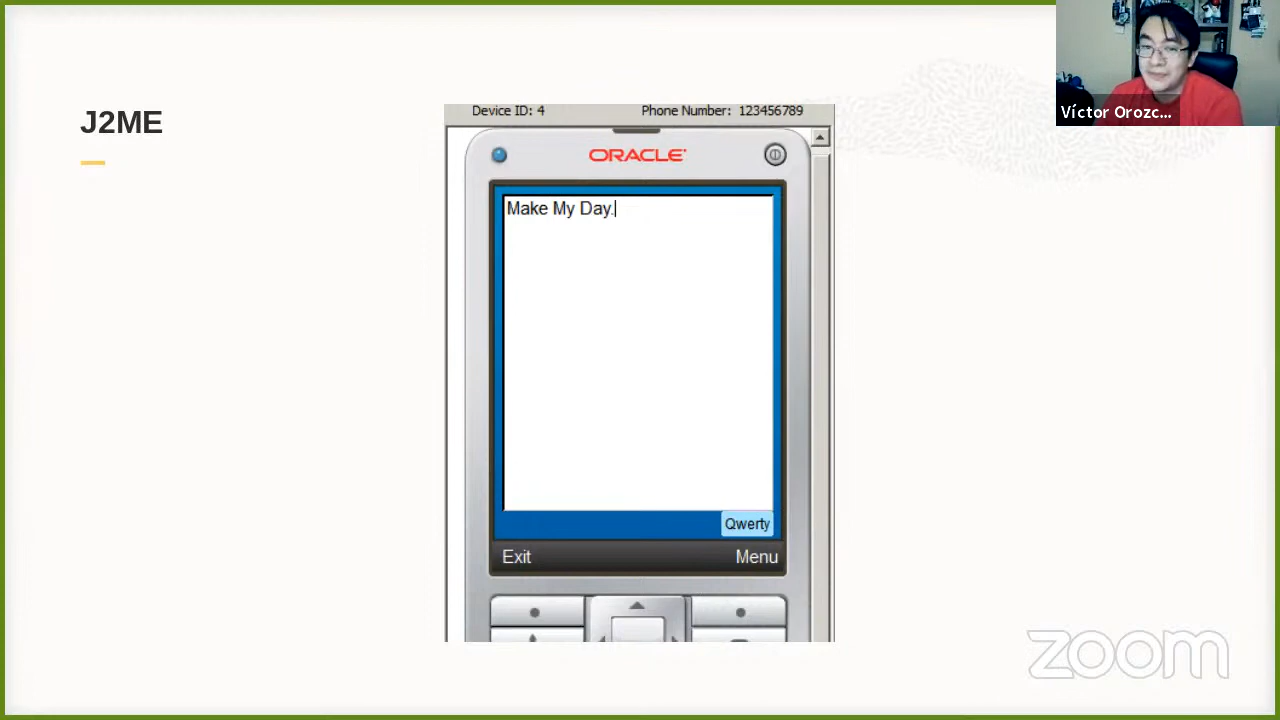 J2ME
Device ID: 4 Phone Number: 123456789
ORACLE
Make My Day.
Qwerty
Exit Menu
Víctor Orozc...
zoom